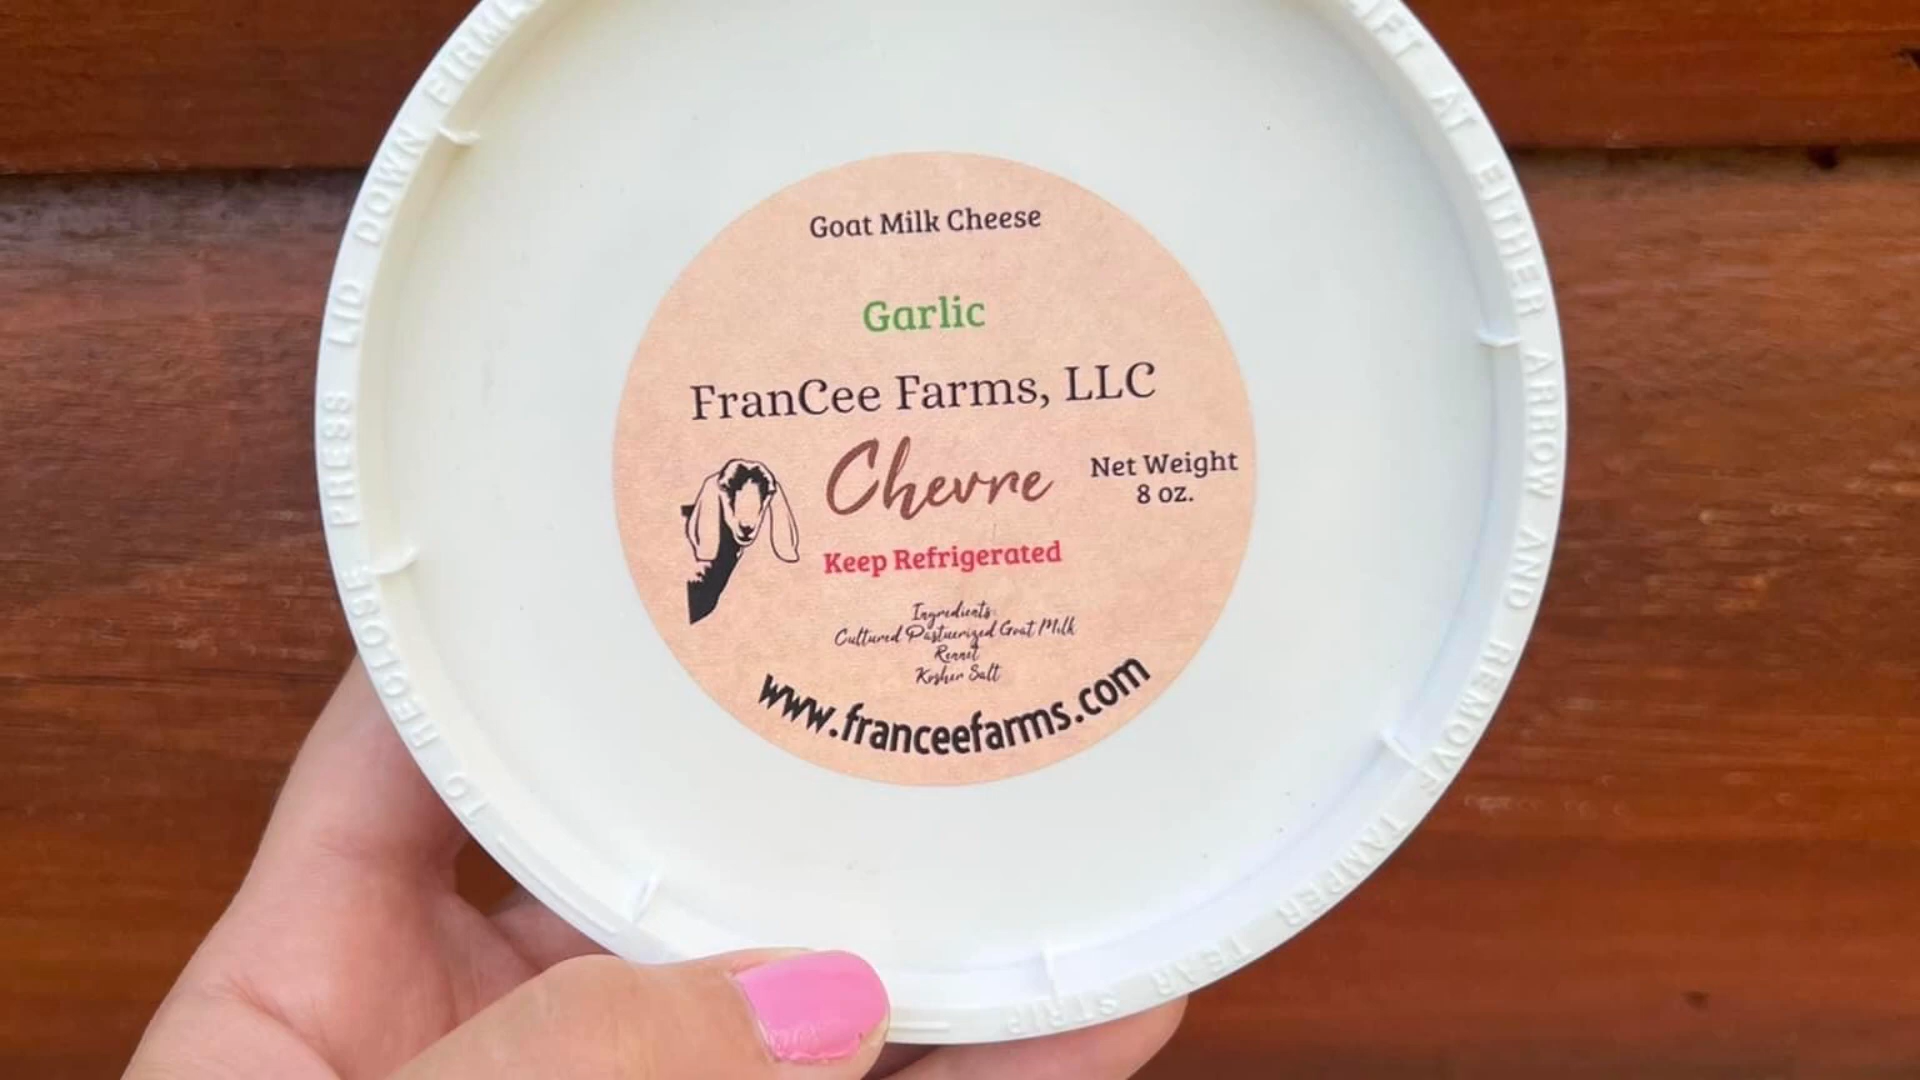 Goat Milk Cheese
Garlic
FranCee Farms, LLC
Chevre
Net Weight
8 oz.
Keep Refrigerated
Ingredients:
Cultured Pastuerized Goat Milk
Rennet
Kosher Salt
www.franceefarms.com
TO RECLOSE PRESS LID DOWN FIRMLY
LIFT AT EITHER ARROW AND REMOVE TAMPER TEAR STRIP